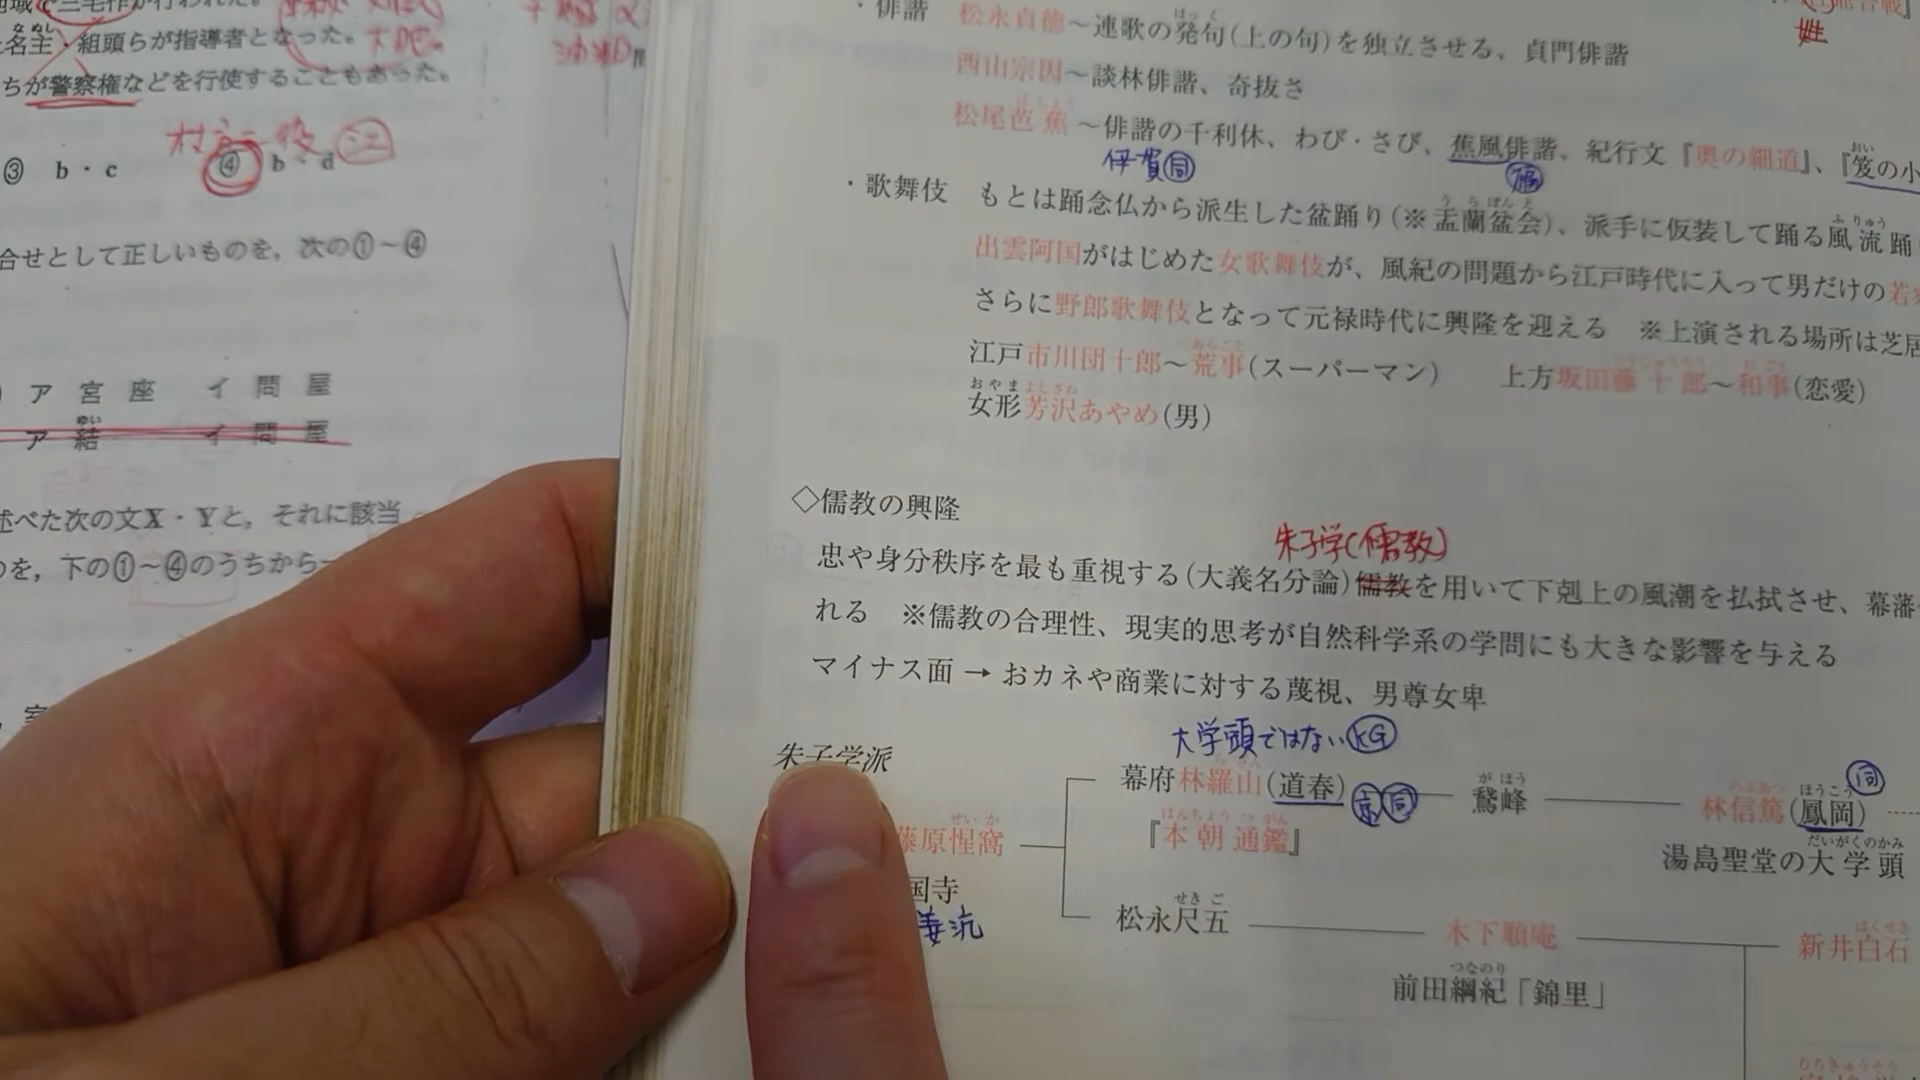 ・組頭らが指導者となった。
ちが警察権などを行使することもあった。
③ b・c ④ b・d
合せとして正しいものを，次の①～④
ア 宮座 イ 問屋
ア 結 イ 問屋
述べた次の文X・Yと，それに該当
を，下の①～④のうちから一
・俳諧 松永貞徳～連歌の発句(上の句)を独立させる、貞門俳諧
西山宗因～談林俳諧、奇抜さ
松尾芭蕉～俳諧の千利休、わび・さび、蕉風俳諧、紀行文『奥の細道』、『笈の小
伊賀 同
・歌舞伎 もとは踊念仏から派生した盆踊り(※盂蘭盆会)、派手に仮装して踊る風流踊
出雲阿国がはじめた女歌舞伎が、風紀の問題から江戸時代に入って男だけの若
さらに野郎歌舞伎となって元禄時代に興隆を迎える ※上演される場所は芝居
江戸市川団十郎～荒事(スーパーマン) 上方坂田藤十郎～和事(恋愛)
女形芳沢あやめ(男)
◇儒教の興隆
朱子学(儒教)
忠や身分秩序を最も重視する(大義名分論)儒教を用いて下剋上の風潮を払拭させ、幕藩
れる ※儒教の合理性、現実的思考が自然科学系の学問にも大きな影響を与える
マイナス面 → おカネや商業に対する蔑視、男尊女卑
大学頭ではない KG
朱子学派
幕府林羅山(道春) 京 同 鵞峰 林信篤(鳳岡) 同
藤原惺窩 『本朝通鑑』 湯島聖堂の大学頭
国寺
姜沆 松永尺五 木下順庵 新井白石
前田綱紀「錦里」